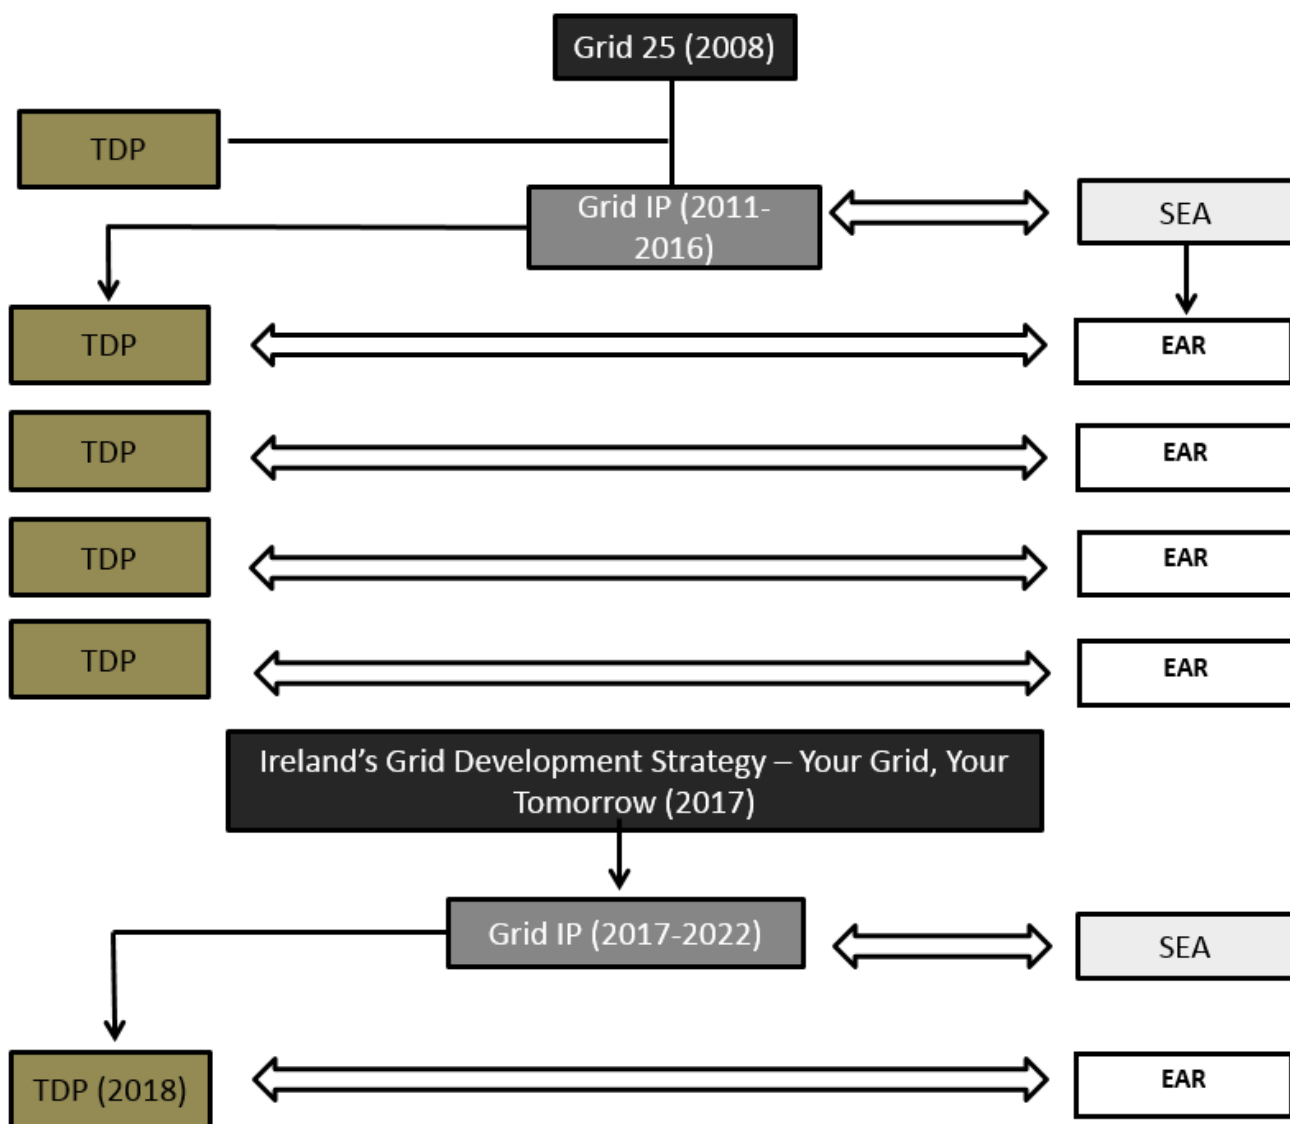 Grid 25 (2008)
TDP
Grid IP (2011-
2016)
SEA
TDP
EAR
TDP
EAR
TDP
EAR
TDP
EAR
Ireland’s Grid Development Strategy – Your Grid, Your
Tomorrow (2017)
Grid IP (2017-2022)
SEA
TDP (2018)
EAR